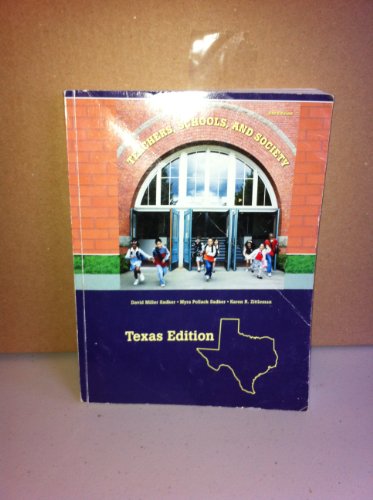 TEACHERS, SCHOOLS, AND SOCIETY
David Miller Sadker • Myra Pollack Sadker • Karen R. Zittleman
Texas Edition